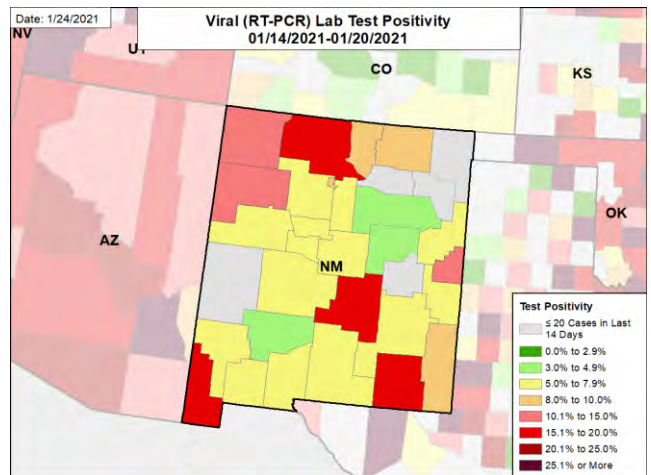 Date: 1/24/2021
Viral (RT-PCR) Lab Test Positivity
01/14/2021-01/20/2021
NV
UT
CO
KS
AZ
NM
OK
Test Positivity
≤ 20 Cases in Last
14 Days
0.0% to 2.9%
3.0% to 4.9%
5.0% to 7.9%
8.0% to 10.0%
10.1% to 15.0%
15.1% to 20.0%
20.1% to 25.0%
25.1% or More